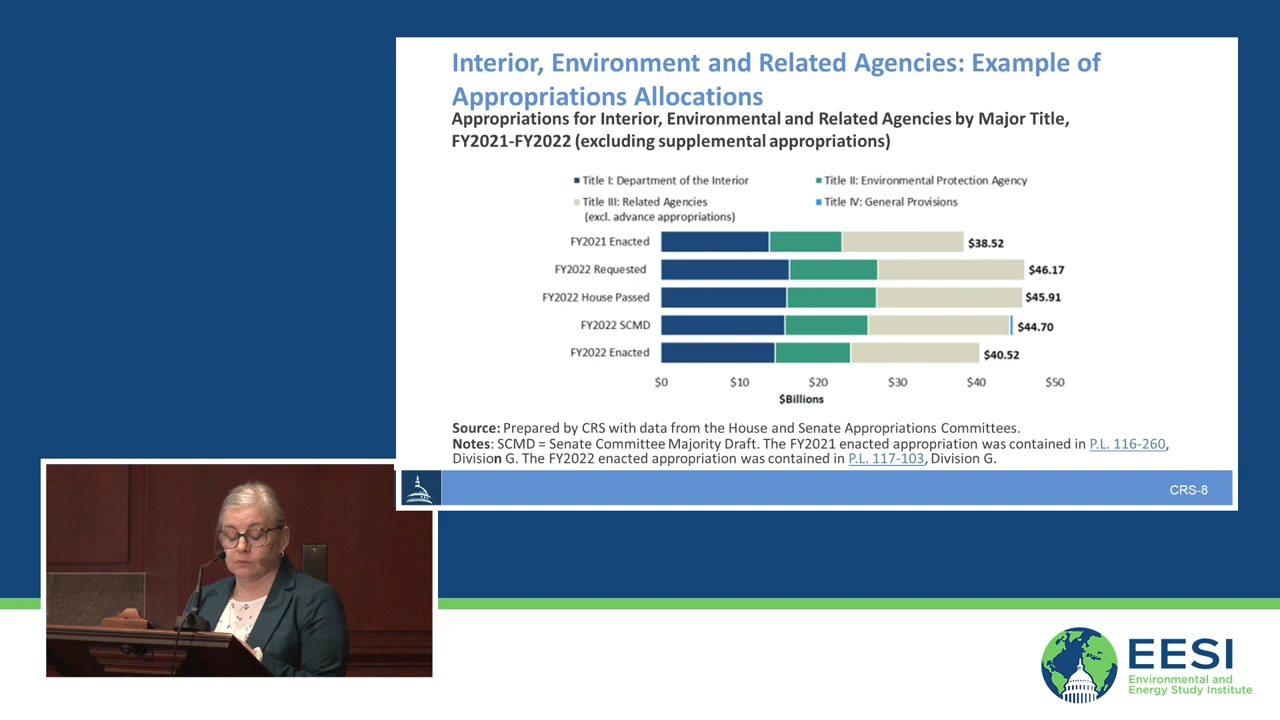 Interior, Environment and Related Agencies: Example of
Appropriations Allocations
Appropriations for Interior, Environmental and Related Agencies by Major Title,
FY2021-FY2022 (excluding supplemental appropriations)
Title I: Department of the Interior
Title II: Environmental Protection Agency
Title III: Related Agencies
(excl. advance appropriations)
Title IV: General Provisions
FY2021 Enacted $38.52
FY2022 Requested $46.17
FY2022 House Passed $45.91
FY2022 SCMD $44.70
FY2022 Enacted $40.52
$0 $10 $20 $30 $40 $50
$Billions
Source: Prepared by CRS with data from the House and Senate Appropriations Committees.
Notes: SCMD = Senate Committee Majority Draft. The FY2021 enacted appropriation was contained in P.L. 116-260,
Division G. The FY2022 enacted appropriation was contained in P.L. 117-103, Division G.
CRS-8
EESI
Environmental and
Energy Study Institute